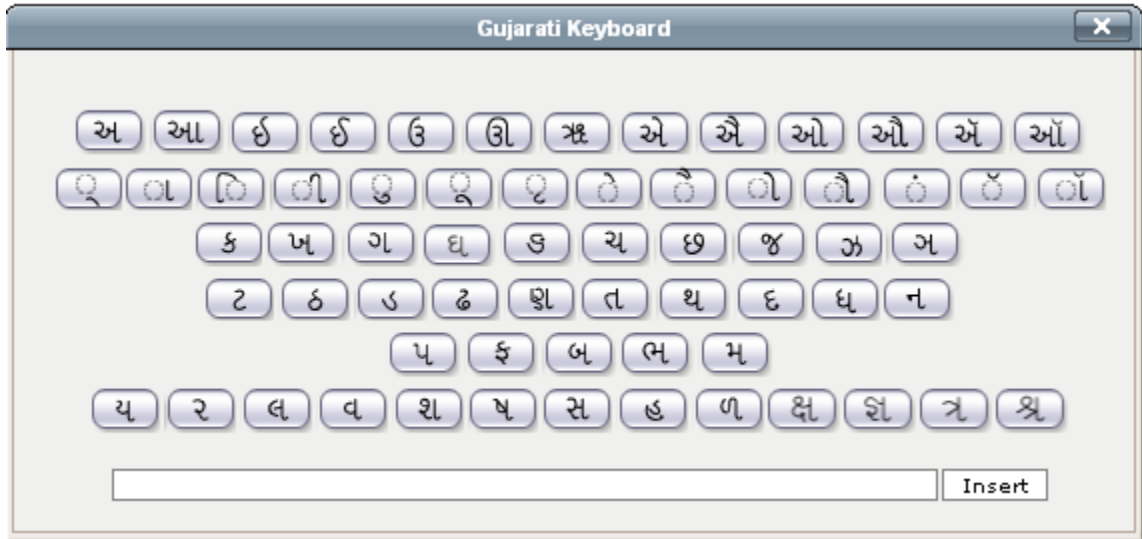 Gujarati Keyboard
અ આ ઇ ઈ ઉ ઊ ઋ એ ઐ ઓ ઔ ઍ ઑ
્ ા િ ી ુ ૂ ૃ ે ૈ ો ૌ ં ૅ ૉ
ક ખ ગ ઘ ઙ ચ છ જ ઝ ઞ
ટ ઠ ડ ઢ ણ ત થ દ ધ ન
પ ફ બ ભ મ
ય ર લ વ શ ષ સ હ ળ ક્ષ જ્ઞ ત્ર શ્ર
Insert